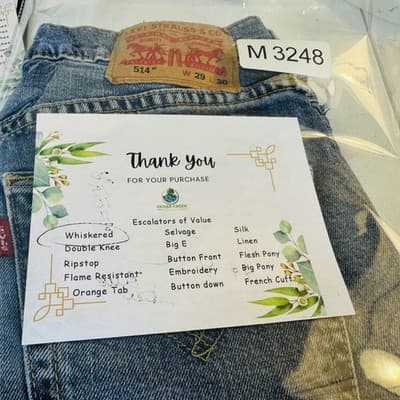 LEVI STRAUSS & CO
514™
W 29 L 30
M 3248
Thank You
FOR YOUR PURCHASE
Escalators of Value
Whiskered Selvage Silk
Double Knee Big E Linen
Ripstop Button Front Flesh Pony
Flame Resistant Embroidery Big Pony
Orange Tab Button down French Cuff